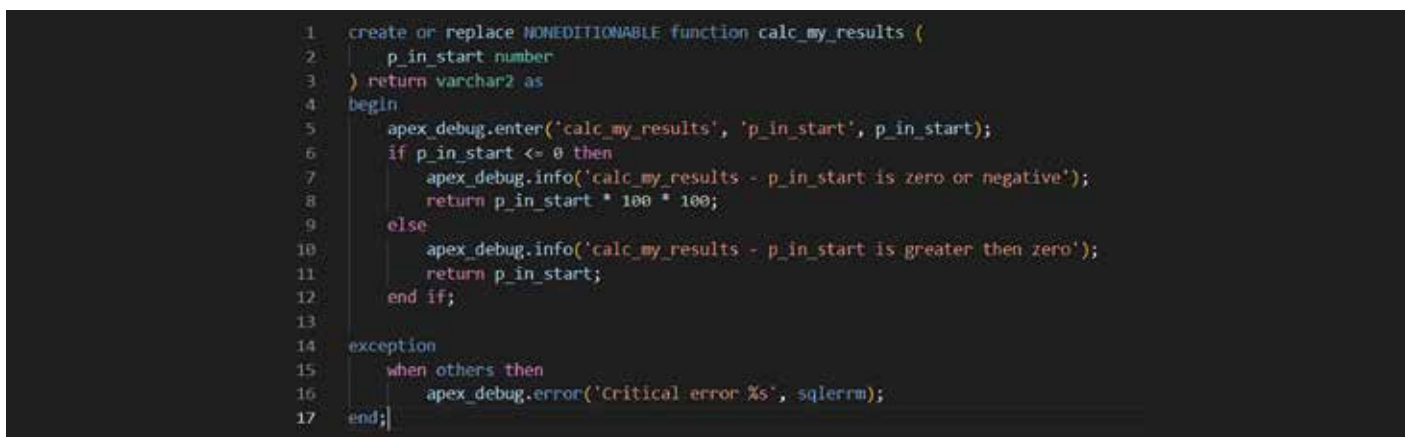 1 create or replace NONEDITIONABLE function calc_my_results (
2 p_in_start number
3 ) return varchar2 as
4 begin
5 apex_debug.enter('calc_my_results', 'p_in_start', p_in_start);
6 if p_in_start <= 0 then
7 apex_debug.info('calc_my_results - p_in_start is zero or negative');
8 return p_in_start * 100 * 100;
9 else
10 apex_debug.info('calc_my_results - p_in_start is greater then zero');
11 return p_in_start;
12 end if;
13
14 exception
15 when others then
16 apex_debug.error('Critical error %s', sqlerrm);
17 end;